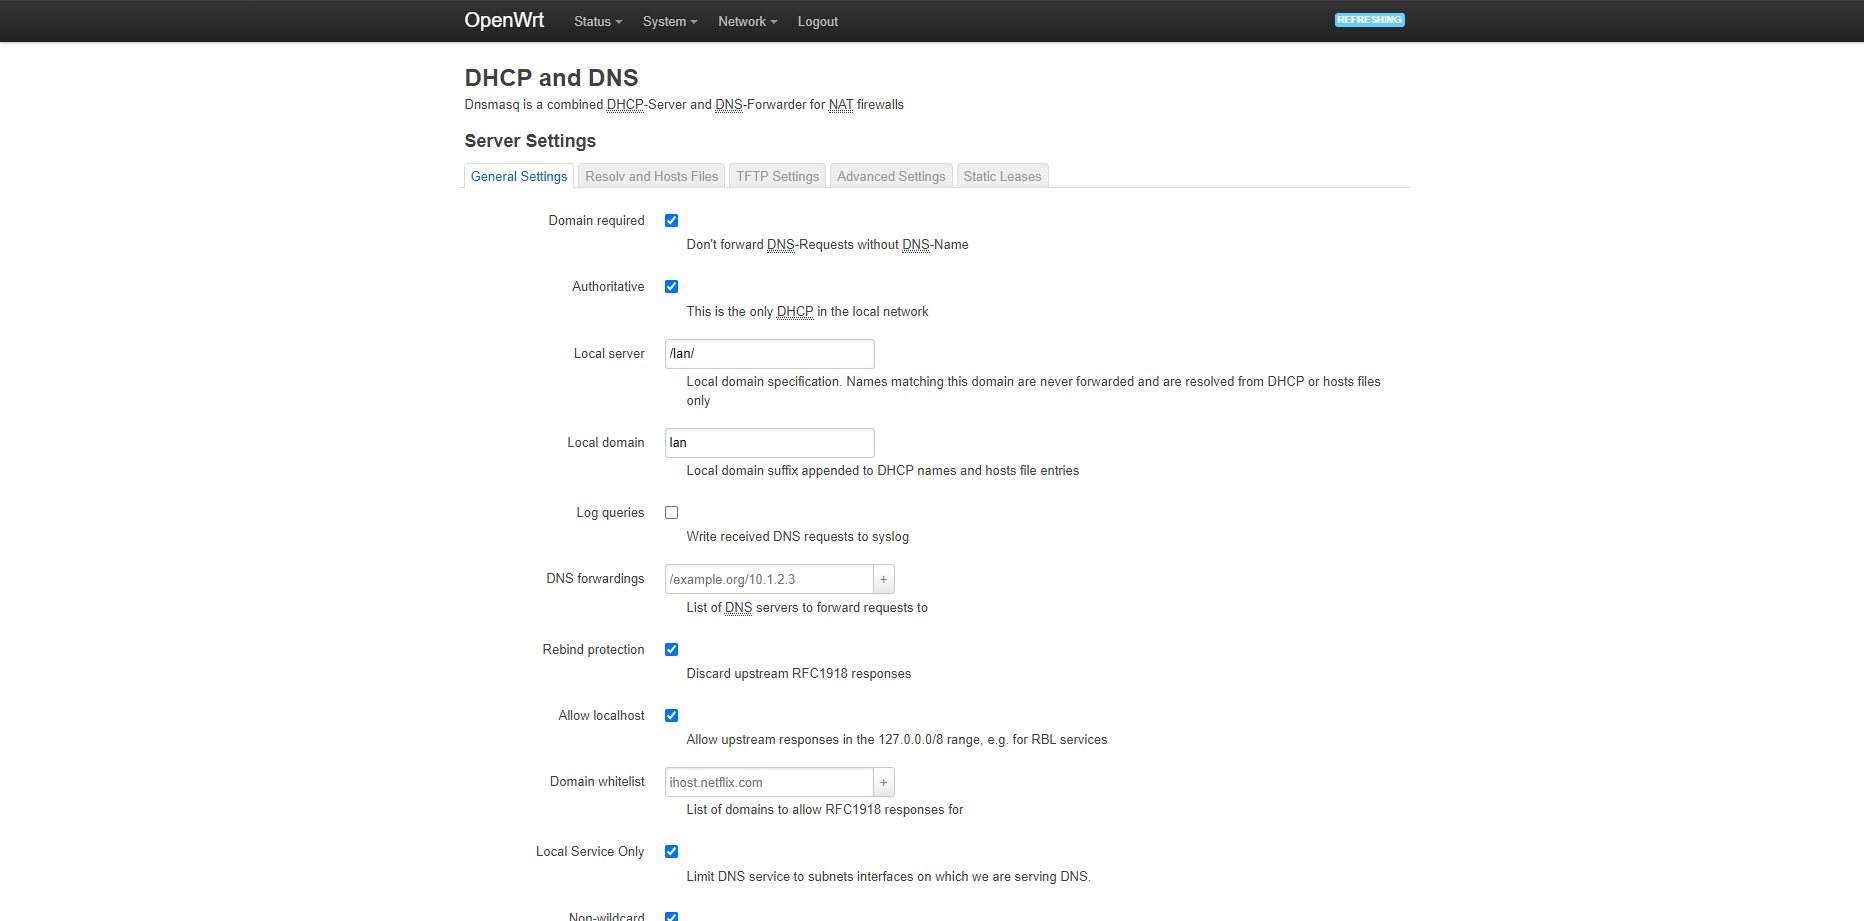 OpenWrt Status System Network Logout REFRESHING
DHCP and DNS
Dnsmasq is a combined DHCP-Server and DNS-Forwarder for NAT firewalls
Server Settings
General Settings Resolv and Hosts Files TFTP Settings Advanced Settings Static Leases
Domain required
Don't forward DNS-Requests without DNS-Name
Authoritative
This is the only DHCP in the local network
Local server /lan/
Local domain specification. Names matching this domain are never forwarded and are resolved from DHCP or hosts files
only
Local domain lan
Local domain suffix appended to DHCP names and hosts file entries
Log queries
Write received DNS requests to syslog
DNS forwardings /example.org/10.1.2.3 +
List of DNS servers to forward requests to
Rebind protection
Discard upstream RFC1918 responses
Allow localhost
Allow upstream responses in the 127.0.0.0/8 range, e.g. for RBL services
Domain whitelist ihost.netflix.com +
List of domains to allow RFC1918 responses for
Local Service Only
Limit DNS service to subnets interfaces on which we are serving DNS.
Non-wildcard